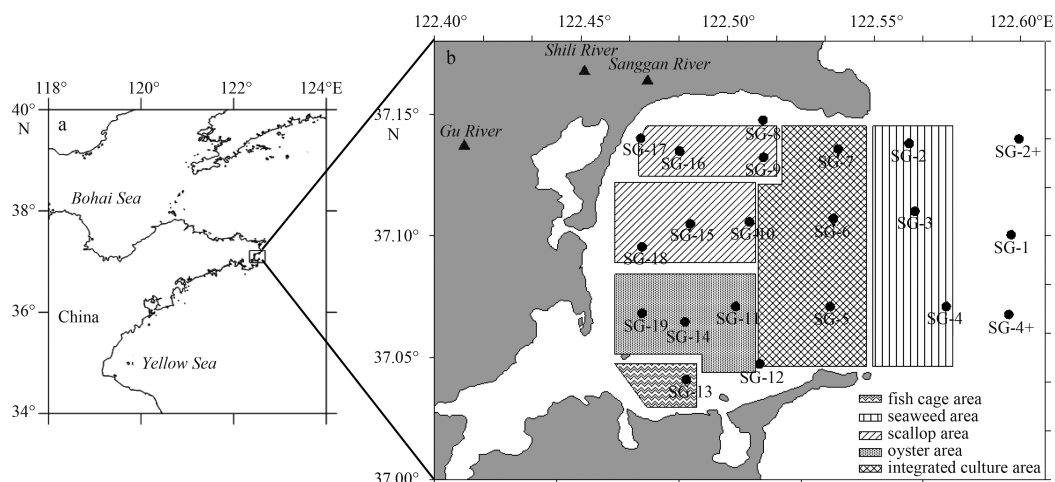 122.40° 122.45° 122.50° 122.55° 122.60°E
b
Shili River
Sanggan River
118° 120° 122° 124°E
40°
N
a
37.15°
N
Gu River
SG-8
SG-17
SG-16
SG-9
SG-7
SG-2
SG-2+
Bohai Sea
38°
37.10°
SG-15
SG-10
SG-6
SG-3
SG-1
SG-18
36°
China
SG-19
SG-14
SG-11
SG-5
SG-4
SG-4+
Yellow Sea
37.05°
SG-12
SG-13
34°
37.00°
fish cage area
seaweed area
scallop area
oyster area
integrated culture area